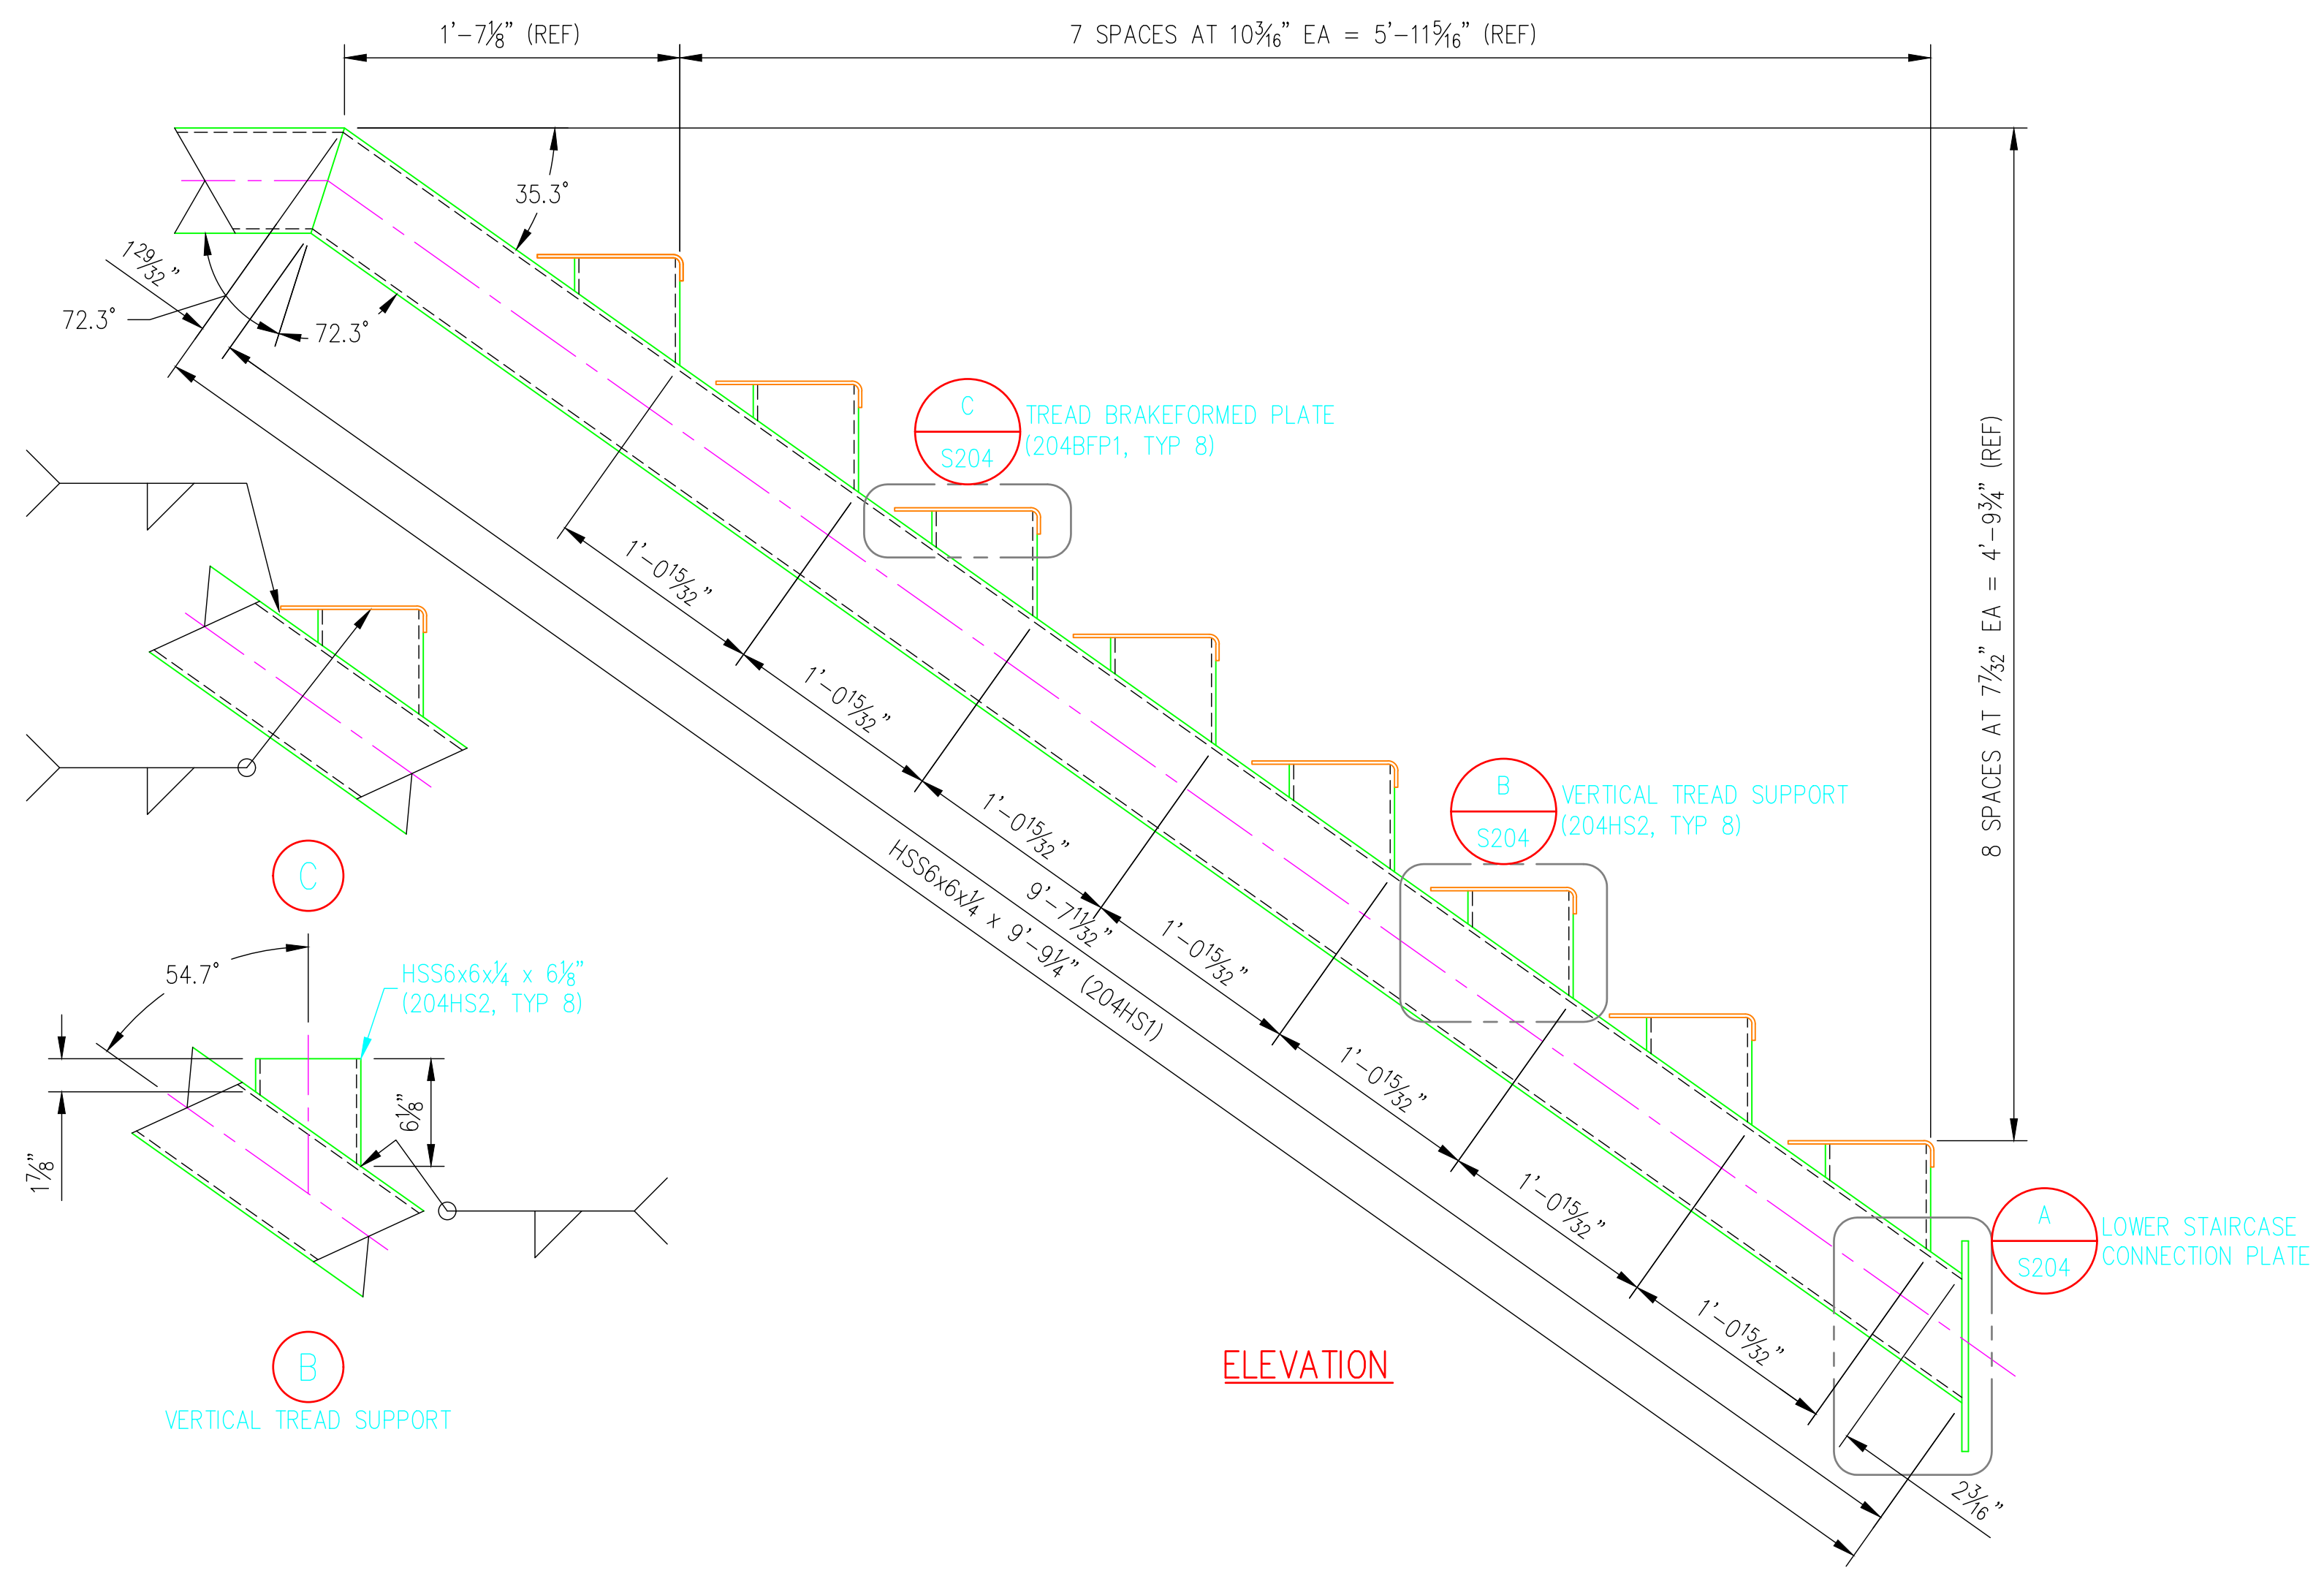 1'-7⅛" (REF)
7 SPACES AT 10³⁄₁₆" EA = 5'-11⁵⁄₁₆" (REF)
35.3°
1²⁹⁄₃₂"
72.3°
72.3°
C
S204
TREAD BRAKEFORMED PLATE
(204BFP1, TYP 8)
8 SPACES AT 7⁷⁄₃₂" EA = 4'-9¾" (REF)
1'-0¹⁵⁄₃₂"
1'-0¹⁵⁄₃₂"
1'-0¹⁵⁄₃₂"
1'-0¹⁵⁄₃₂"
1'-0¹⁵⁄₃₂"
1'-0¹⁵⁄₃₂"
1'-0¹⁵⁄₃₂"
9'-7¹¹⁄₃₂"
HSS6x6x¼ x 9'-9¼" (204HS1)
B
S204
VERTICAL TREAD SUPPORT
(204HS2, TYP 8)
C
54.7°
HSS6x6x¼ x 6⅛"
(204HS2, TYP 8)
6⅛"
1⅞"
B
VERTICAL TREAD SUPPORT
A
S204
LOWER STAIRCASE
CONNECTION PLATE
ELEVATION
2³⁄₁₆"